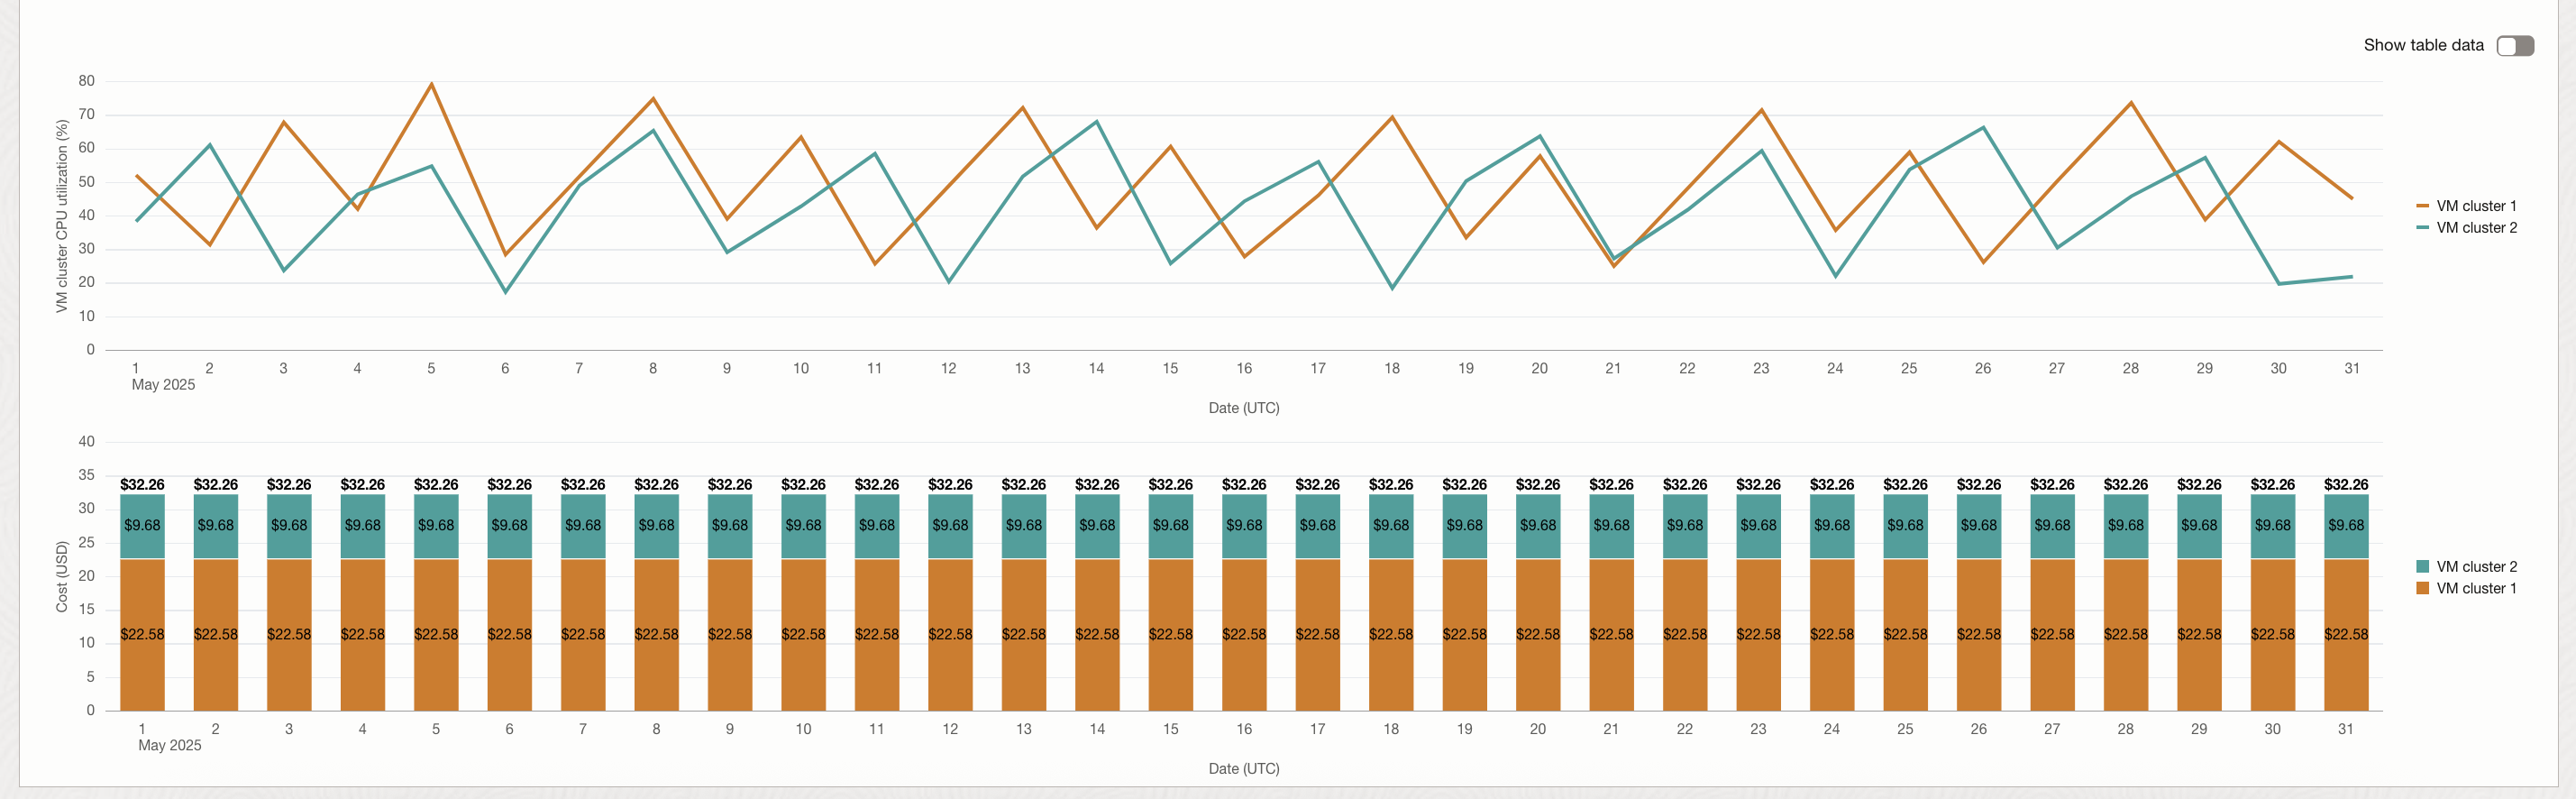 Show table data
80
70
60
50
40
30
20
10
0
VM cluster CPU utilization (%)
VM cluster 1
VM cluster 2
1 2 3 4 5 6 7 8 9 10 11 12 13 14 15 16 17 18 19 20 21 22 23 24 25 26 27 28 29 30 31
May 2025
Date (UTC)
40
35
30
25
20
15
10
5
0
Cost (USD)
$32.26 $32.26 $32.26 $32.26 $32.26 $32.26 $32.26 $32.26 $32.26 $32.26 $32.26 $32.26 $32.26 $32.26 $32.26 $32.26 $32.26 $32.26 $32.26 $32.26 $32.26 $32.26 $32.26 $32.26 $32.26 $32.26 $32.26 $32.26 $32.26 $32.26 $32.26
$9.68 $9.68 $9.68 $9.68 $9.68 $9.68 $9.68 $9.68 $9.68 $9.68 $9.68 $9.68 $9.68 $9.68 $9.68 $9.68 $9.68 $9.68 $9.68 $9.68 $9.68 $9.68 $9.68 $9.68 $9.68 $9.68 $9.68 $9.68 $9.68 $9.68 $9.68
VM cluster 2
VM cluster 1
$22.58 $22.58 $22.58 $22.58 $22.58 $22.58 $22.58 $22.58 $22.58 $22.58 $22.58 $22.58 $22.58 $22.58 $22.58 $22.58 $22.58 $22.58 $22.58 $22.58 $22.58 $22.58 $22.58 $22.58 $22.58 $22.58 $22.58 $22.58 $22.58 $22.58 $22.58
1 2 3 4 5 6 7 8 9 10 11 12 13 14 15 16 17 18 19 20 21 22 23 24 25 26 27 28 29 30 31
May 2025
Date (UTC)